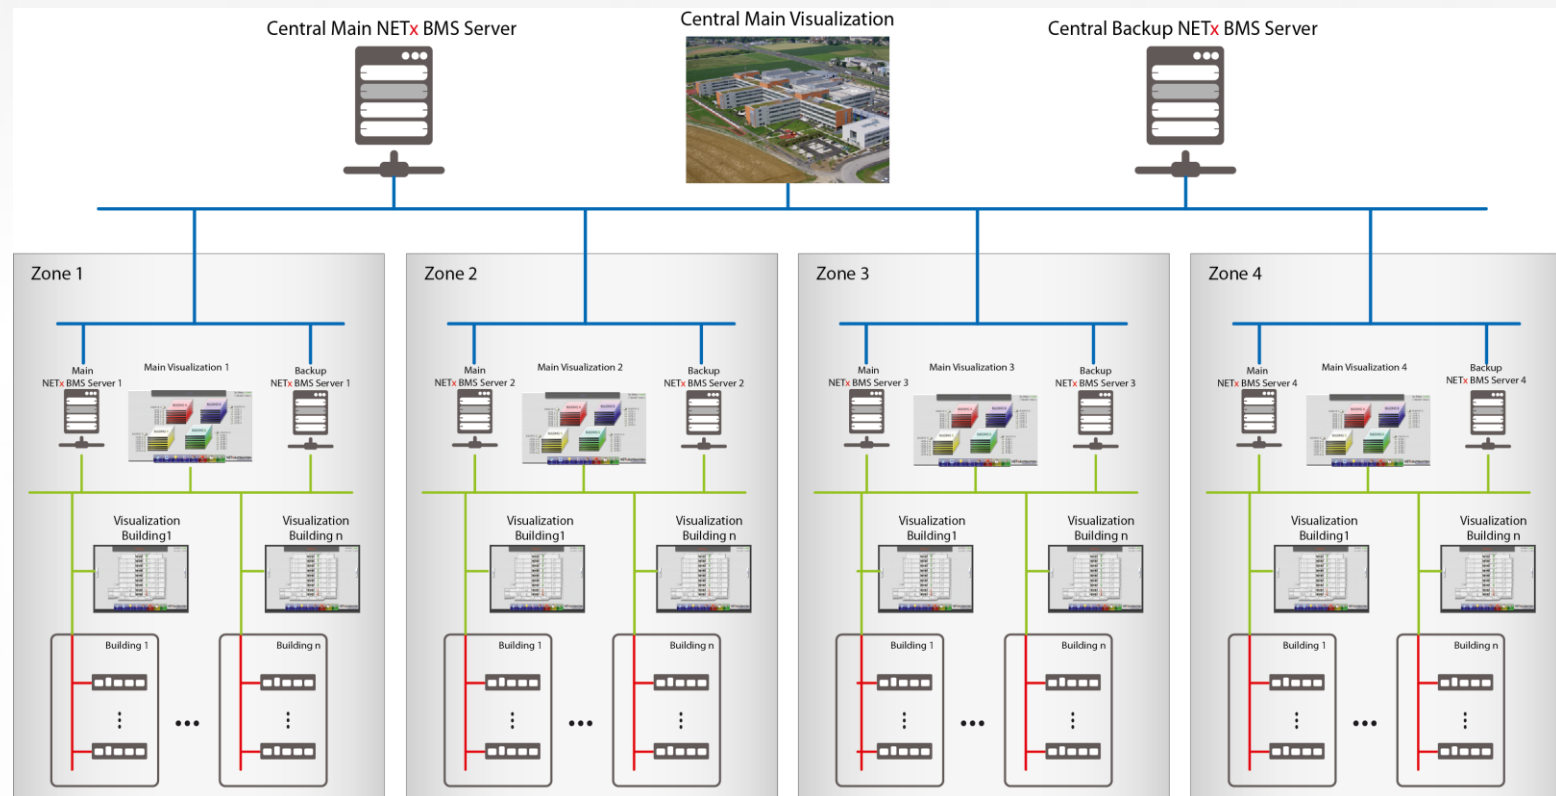 Central Main NETx BMS Server
Central Main Visualization
Central Backup NETx BMS Server
Zone 1
Zone 2
Zone 3
Zone 4
Main
NETx BMS Server 1
Main Visualization 1
Backup
NETx BMS Server 1
Main
NETx BMS Server 2
Main Visualization 2
Backup
NETx BMS Server 2
Main
NETx BMS Server 3
Main Visualization 3
Backup
NETx BMS Server 3
Main
NETx BMS Server 4
Main Visualization 4
Backup
NETx BMS Server 4
Visualization
Building1
Visualization
Building n
Visualization
Building1
Visualization
Building n
Visualization
Building1
Visualization
Building n
Visualization
Building1
Visualization
Building n
Building 1
Building n
Building 1
Building n
Building 1
Building n
Building 1
Building n